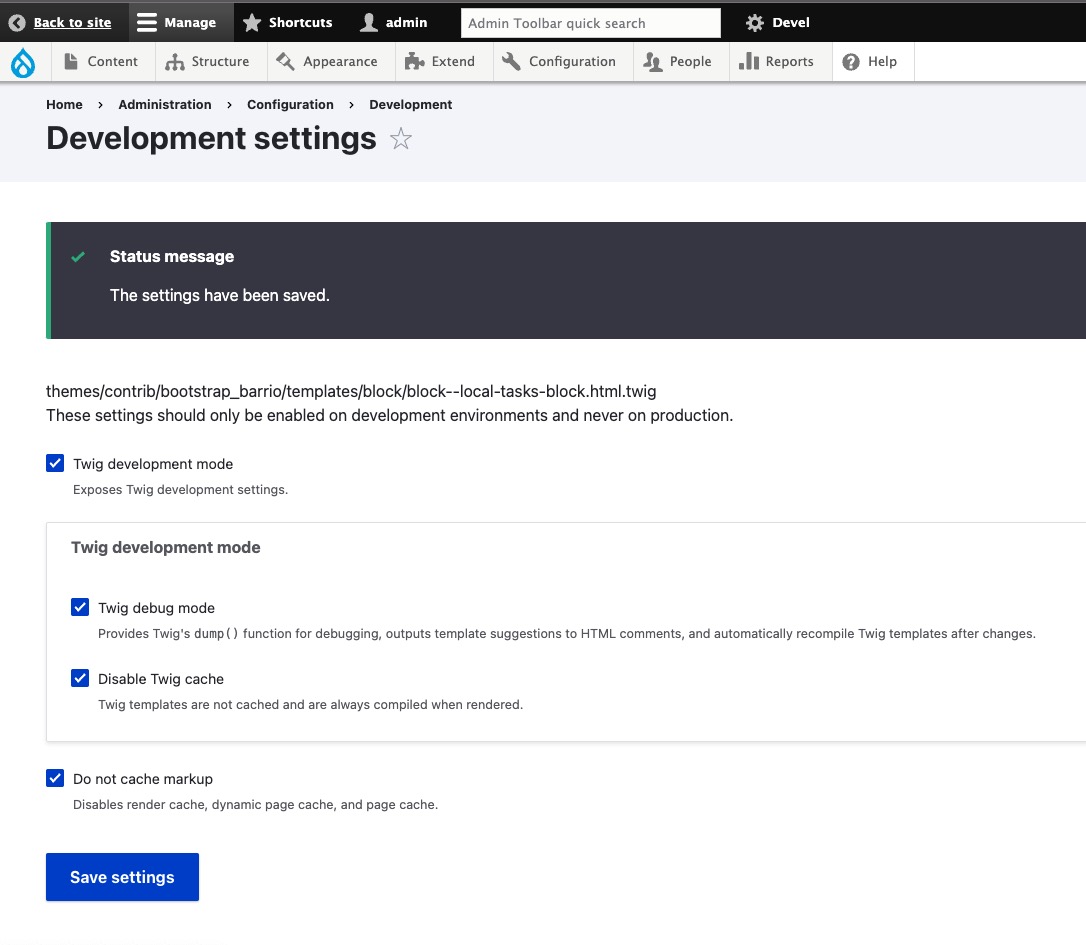 Back to site Manage Shortcuts admin Admin Toolbar quick search Devel
Content Structure Appearance Extend Configuration People Reports Help
Home › Administration › Configuration › Development
Development settings
Status message
The settings have been saved.
themes/contrib/bootstrap_barrio/templates/block/block--local-tasks-block.html.twig
These settings should only be enabled on development environments and never on production.
Twig development mode
Exposes Twig development settings.
Twig development mode
Twig debug mode
Provides Twig's dump() function for debugging, outputs template suggestions to HTML comments, and automatically recompile Twig templates after changes.
Disable Twig cache
Twig templates are not cached and are always compiled when rendered.
Do not cache markup
Disables render cache, dynamic page cache, and page cache.
Save settings